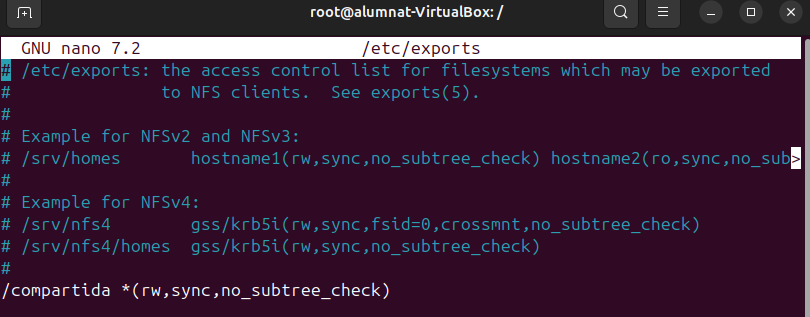 root@alumnat-VirtualBox: /
GNU nano 7.2 /etc/exports
# /etc/exports: the access control list for filesystems which may be exported
# to NFS clients. See exports(5).
#
# Example for NFSv2 and NFSv3:
# /srv/homes hostname1(rw,sync,no_subtree_check) hostname2(ro,sync,no_sub>
#
# Example for NFSv4:
# /srv/nfs4 gss/krb5i(rw,sync,fsid=0,crossmnt,no_subtree_check)
# /srv/nfs4/homes gss/krb5i(rw,sync,no_subtree_check)
#
/compartida *(rw,sync,no_subtree_check)